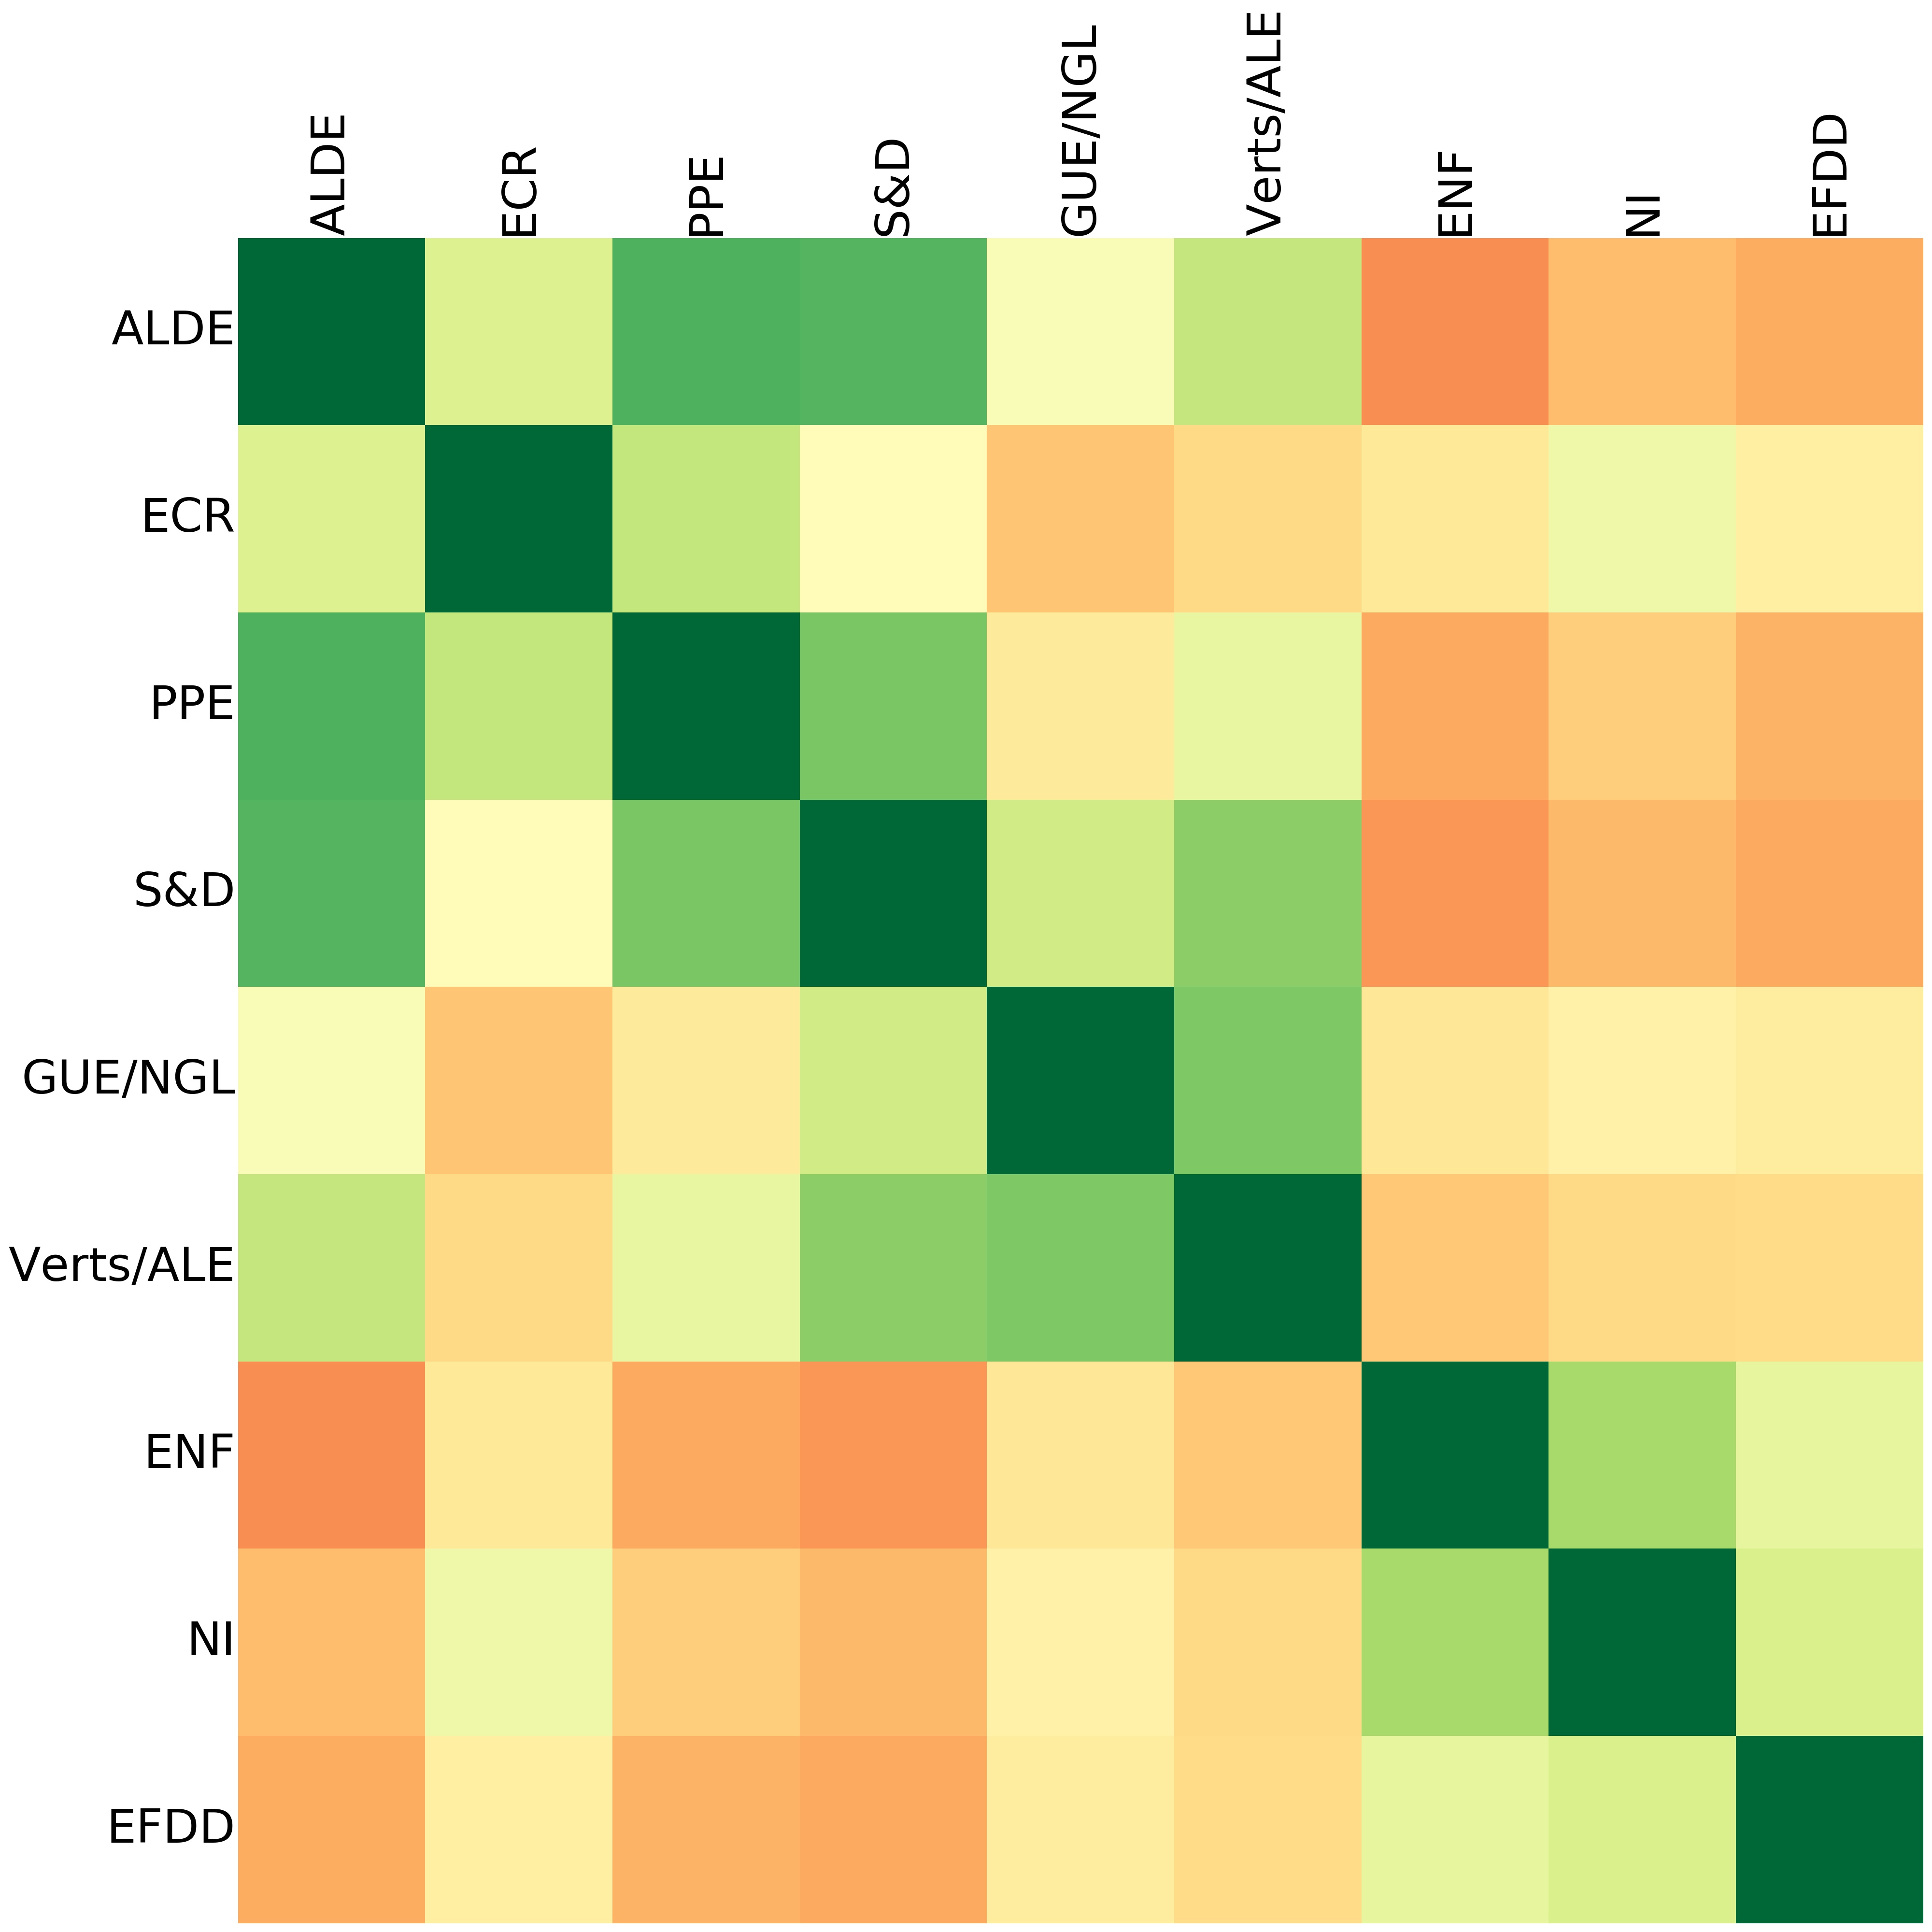 ALDE
ECR
PPE
S&D
GUE/NGL
Verts/ALE
ENF
NI
EFDD
ALDE
ECR
PPE
S&D
GUE/NGL
Verts/ALE
ENF
NI
EFDD